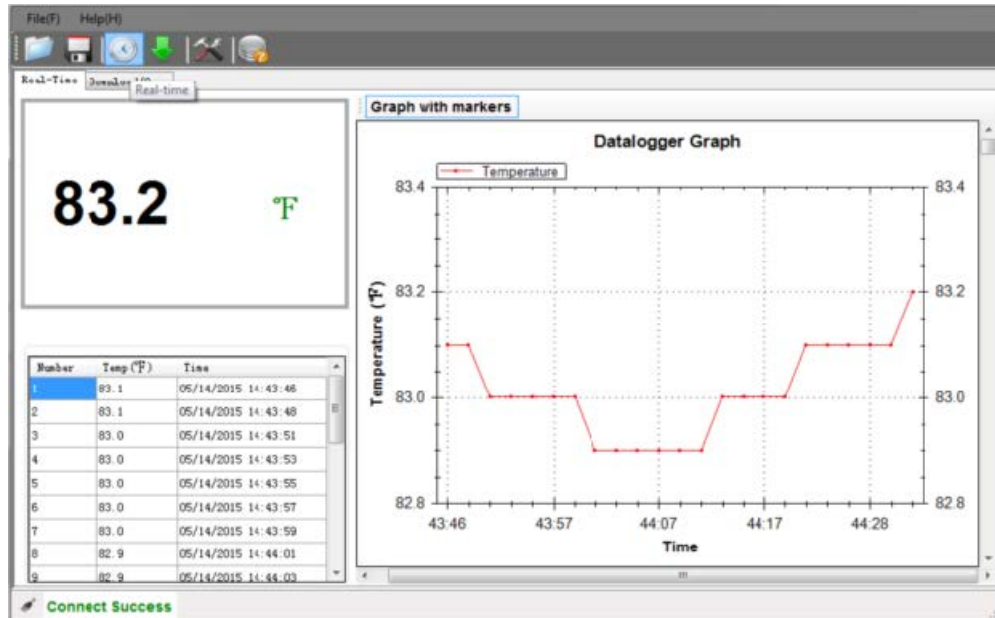 File(F) Help(H)
Real-Time
Real-time
83.2 °F
Number Temp(°F) Time
1 83.1 05/14/2015 14:43:46
2 83.1 05/14/2015 14:43:48
3 83.0 05/14/2015 14:43:51
4 83.0 05/14/2015 14:43:53
5 83.0 05/14/2015 14:43:55
6 83.0 05/14/2015 14:43:57
7 83.0 05/14/2015 14:43:59
8 82.9 05/14/2015 14:44:01
9 82.9 05/14/2015 14:44:03
Graph with markers
Datalogger Graph
Temperature
Temperature (°F)
83.4 83.4
83.2 83.2
83.0 83.0
82.8 82.8
43:46 43:57 44:07 44:17 44:28
Time
Connect Success